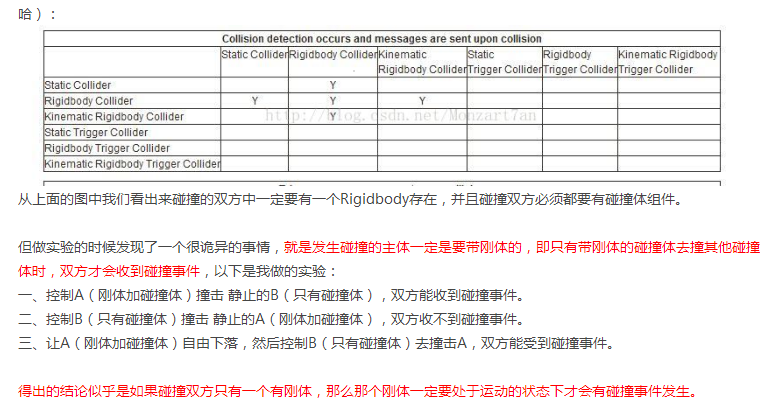 哈）：
Collision detection occurs and messages are sent upon collision
Static Collider Rigidbody Collider Kinematic Rigidbody Collider Static Trigger Collider Rigidbody Trigger Collider Kinematic Rigidbody Trigger Collider
Static Collider Y
Rigidbody Collider Y Y Y
Kinematic Rigidbody Collider Y
http://blog.csdn.net/Monzart7an
Static Trigger Collider
Rigidbody Trigger Collider
Kinematic Rigidbody Trigger Collider
从上面的图中我们看出来碰撞的双方中一定要有一个Rigidbody存在，并且碰撞双方必须都要有碰撞体组件。
但做实验的时候发现了一个很诡异的事情，就是发生碰撞的主体一定是要带刚体的，即只有带刚体的碰撞体去撞其他碰撞
体时，双方才会收到碰撞事件，以下是我做的实验：
一、控制A（刚体加碰撞体）撞击 静止的B（只有碰撞体），双方能收到碰撞事件。
二、控制B（只有碰撞体）撞击 静止的A（刚体加碰撞体），双方收不到碰撞事件。
三、让A（刚体加碰撞体）自由下落，然后控制B（只有碰撞体）去撞击A，双方能受到碰撞事件。
得出的结论似乎是如果碰撞双方只有一个有刚体，那么那个刚体一定要处于运动的状态下才会有碰撞事件发生。